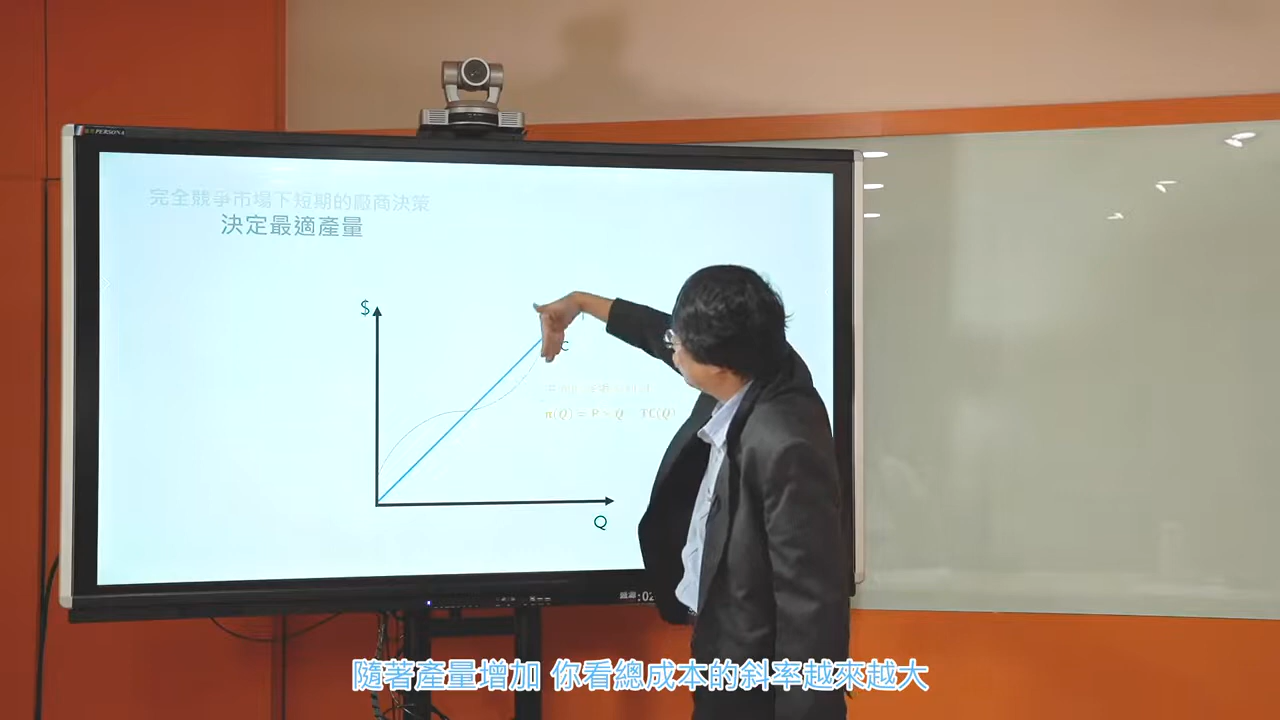 PERSONA
完全競爭市場下短期的廠商決策
決定最適產量
$
C
π(Q) = P × Q TC(Q)
Q
:02
隨著產量增加 你看總成本的斜率越來越大